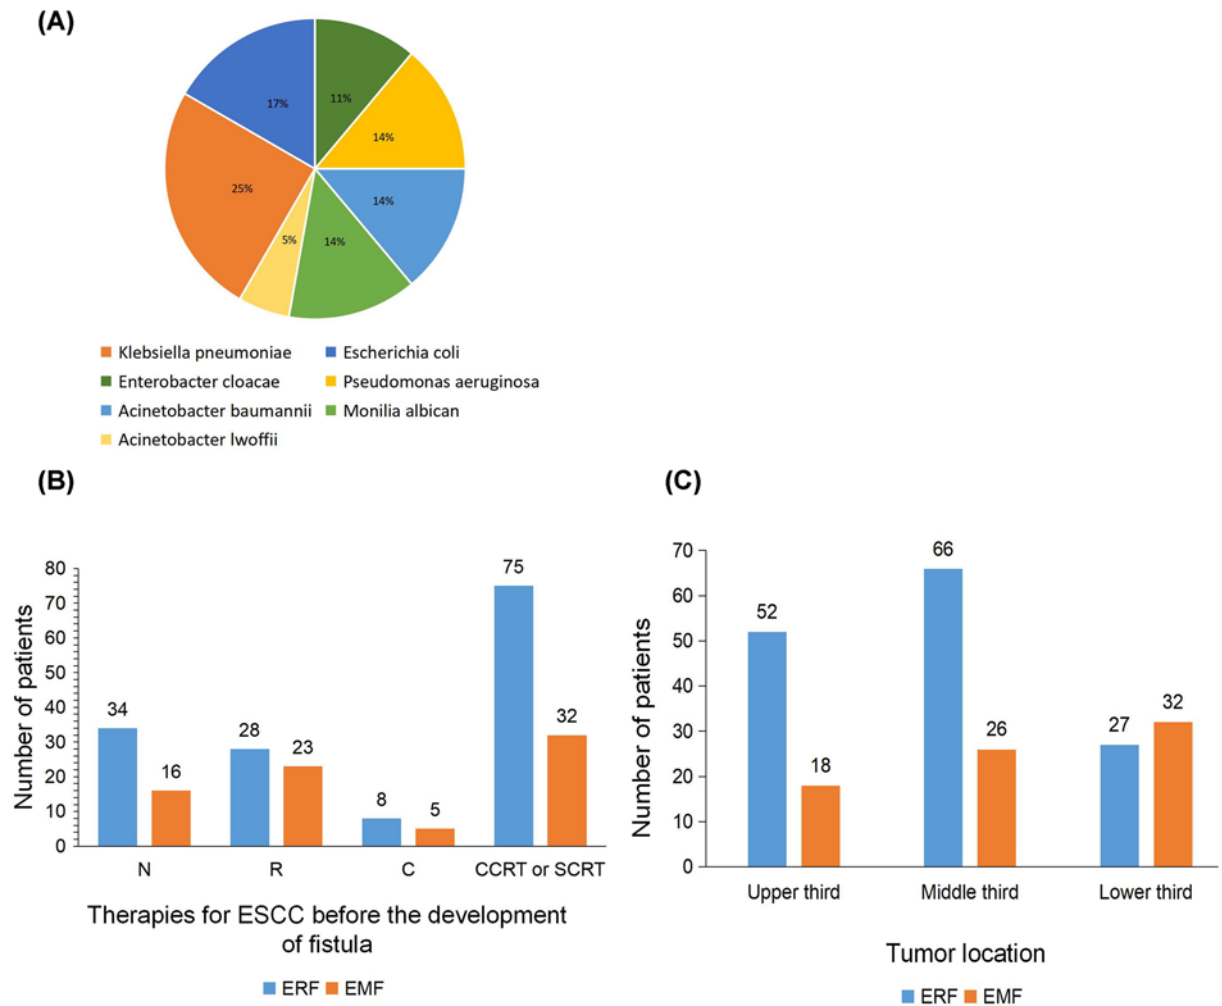 (A)
17%
11%
14%
25%
14%
5%
14%
Klebsiella pneumoniae
Escherichia coli
Enterobacter cloacae
Pseudomonas aeruginosa
Acinetobacter baumannii
Monilia albican
Acinetobacter lwoffii
(B)
Number of patients
80
70
60
50
40
30
20
10
0
34
16
28
23
8
5
75
32
N
R
C
CCRT or SCRT
Therapies for ESCC before the development
of fistula
ERF
EMF
(C)
Number of patients
70
60
50
40
30
20
10
0
52
18
66
26
27
32
Upper third
Middle third
Lower third
Tumor location
ERF
EMF